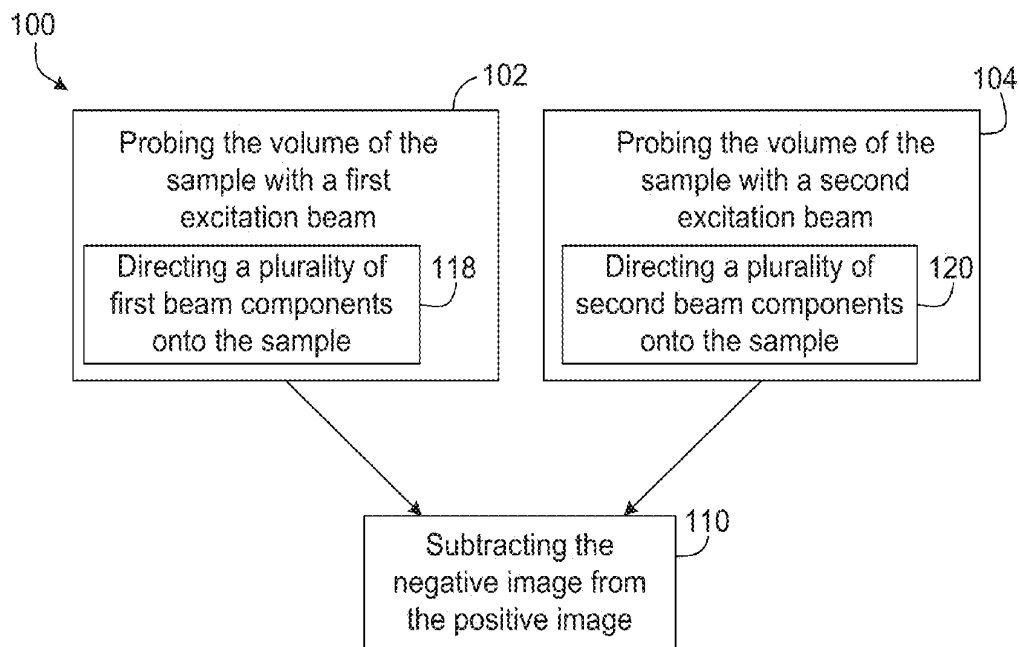 100
102
Probing the volume of the
sample with a first
excitation beam
Directing a plurality of
first beam components
onto the sample
118
104
Probing the volume of the
sample with a second
excitation beam
Directing a plurality of
second beam components
onto the sample
120
110
Subtracting the
negative image from
the positive image